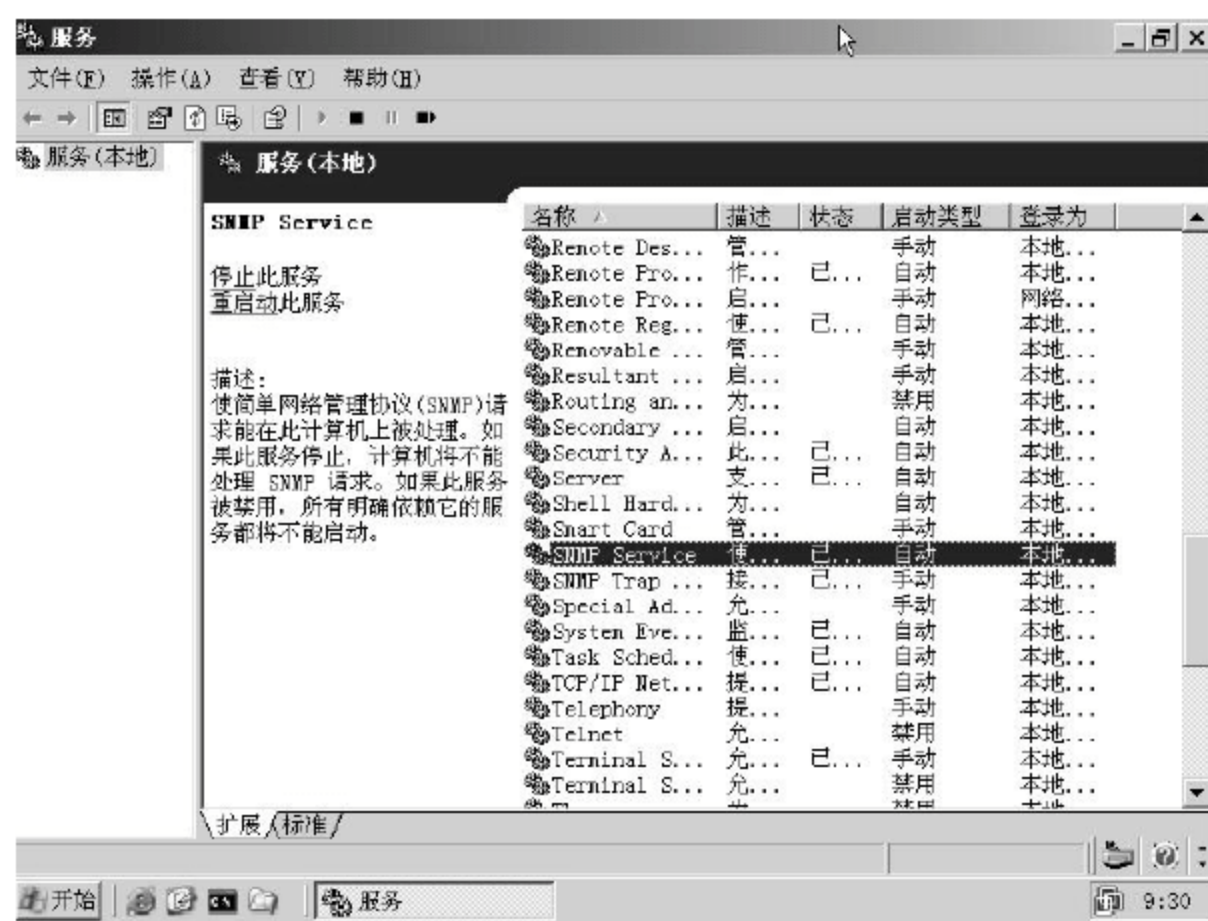 服务
文件(F) 操作(A) 查看(V) 帮助(H)
服务(本地)
服务(本地)
SNMP Service
停止此服务
重启动此服务
描述:
使简单网络管理协议(SNMP)请
求能在此计算机上被处理。如
果此服务停止，计算机将不能
处理 SNMP 请求。如果此服务
被禁用，所有明确依赖它的服
务都将不能启动。
名称 描述 状态 启动类型 登录为
Remote Des... 管... 手动 本地...
Remote Pro... 作... 已... 自动 本地...
Remote Pro... 启... 手动 网络...
Remote Reg... 使... 已... 自动 本地...
Removable ... 管... 手动 本地...
Resultant ... 启... 手动 本地...
Routing an... 为... 禁用 本地...
Secondary ... 启... 自动 本地...
Security A... 此... 已... 自动 本地...
Server 支... 已... 自动 本地...
Shell Hard... 为... 自动 本地...
Smart Card 管... 手动 本地...
SNMP Service 使... 已... 自动 本地...
SNMP Trap ... 接... 已... 手动 本地...
Special Ad... 允... 手动 本地...
System Eve... 监... 已... 自动 本地...
Task Sched... 使... 已... 自动 本地...
TCP/IP Net... 提... 已... 自动 本地...
Telephony 提... 手动 本地...
Telnet 允... 禁用 本地...
Terminal S... 允... 已... 手动 本地...
Terminal S... 允... 禁用 本地...
扩展 标准
开始 服务 9:30